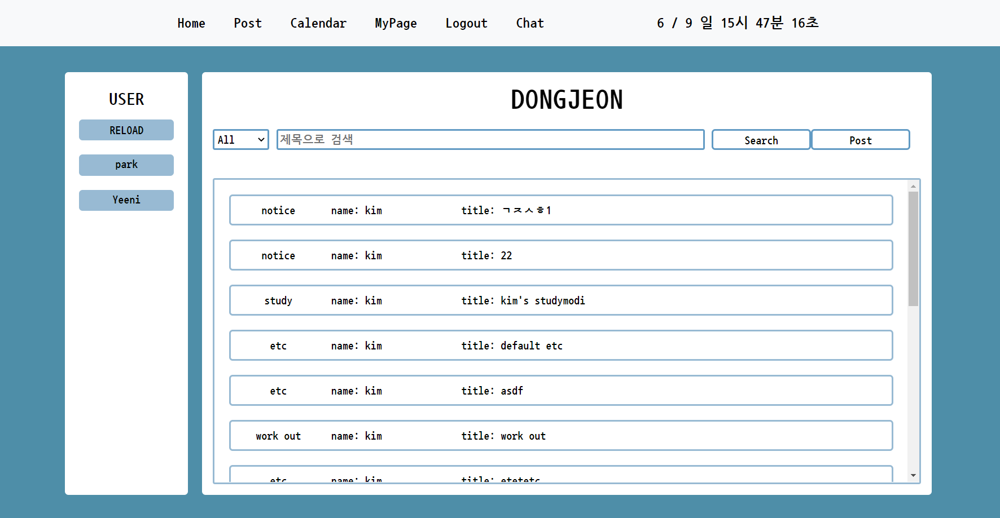 Home Post Calendar MyPage Logout Chat 6 / 9 일 15시 47분 16초
USER
RELOAD
park
Yeeni
DONGJEON
All 제목으로 검색 Search Post
notice name: kim title: ㄱㅈㅅㅎ1
notice name: kim title: 22
study name: kim title: kim's studymodi
etc name: kim title: default etc
etc name: kim title: asdf
work out name: kim title: work out
etc name: kim title: etetetc